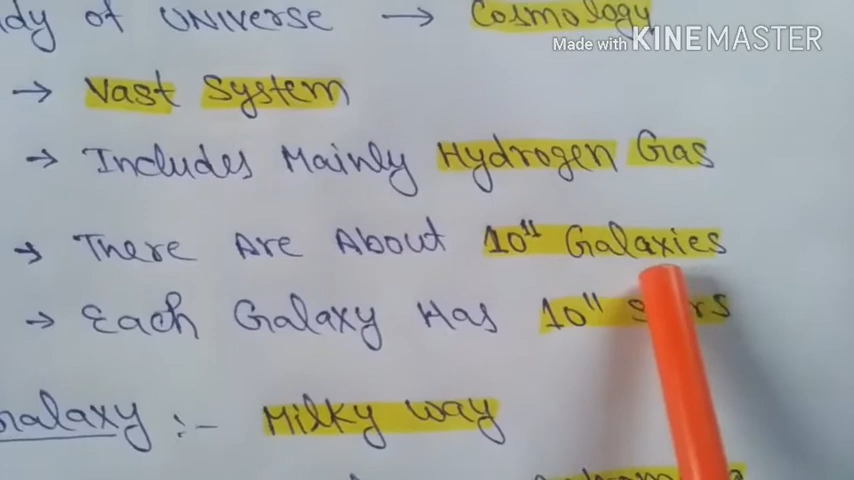 dy of UNIVERSE → Cosmology
Made with KINEMASTER
→ Vast System
→ Includes Mainly Hydrogen Gas
→ There Are About 10¹¹ Galaxies
→ Each Galaxy Has 10¹¹
alaxy :- Milky way